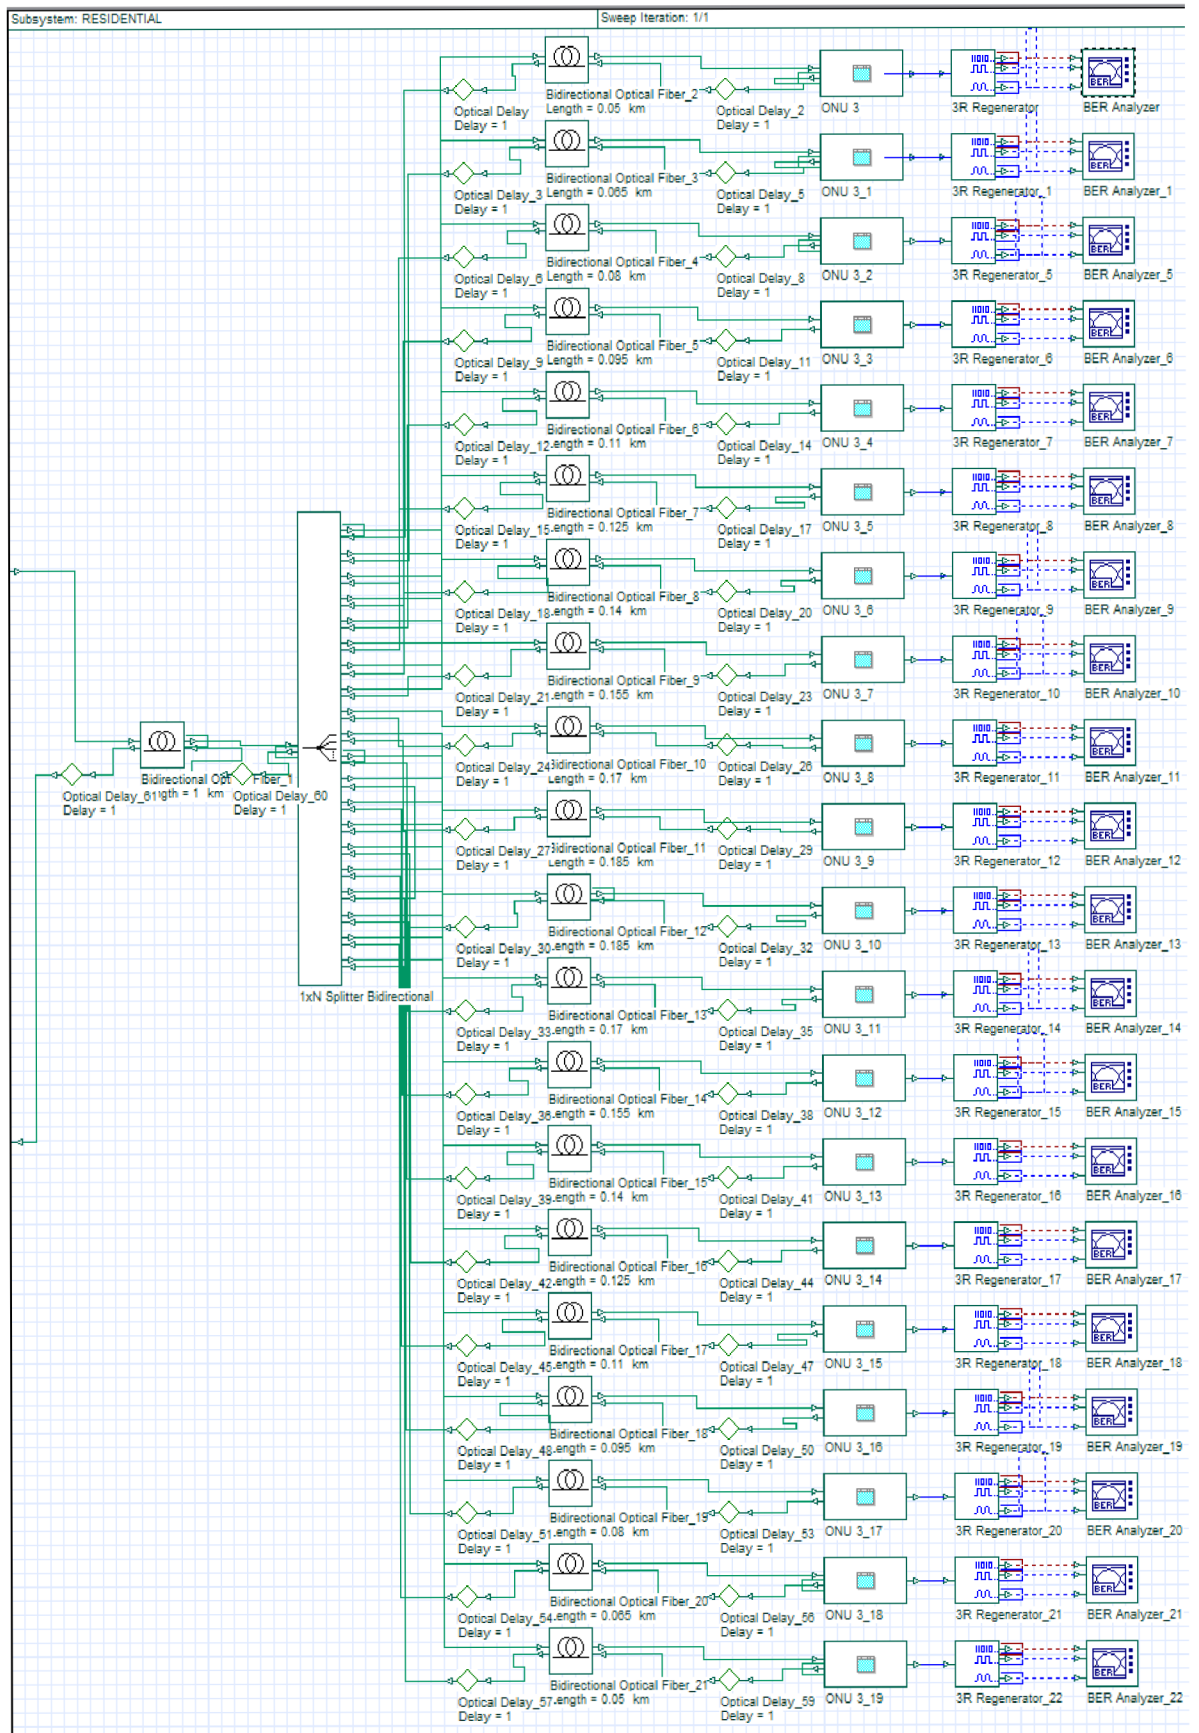 Subsystem: RESIDENTIAL
Sweep Iteration: 1/1
Optical Delay
Delay = 1
Bidirectional Optical Fiber_2
Length = 0.05 km
Optical Delay_2
Delay = 1
ONU 3
3R Regenerator
BER Analyzer
Optical Delay_3
Delay = 1
Bidirectional Optical Fiber_3
Length = 0.065 km
Optical Delay_5
Delay = 1
ONU 3_1
3R Regenerator_1
BER Analyzer_1
Optical Delay_6
Delay = 1
Bidirectional Optical Fiber_4
Length = 0.08 km
Optical Delay_8
Delay = 1
ONU 3_2
3R Regenerator_5
BER Analyzer_5
Optical Delay_9
Delay = 1
Bidirectional Optical Fiber_5
Length = 0.095 km
Optical Delay_11
Delay = 1
ONU 3_3
3R Regenerator_6
BER Analyzer_6
Optical Delay_12
Delay = 1
Bidirectional Optical Fiber_6
ength = 0.11 km
Optical Delay_14
Delay = 1
ONU 3_4
3R Regenerator_7
BER Analyzer_7
Optical Delay_15
Delay = 1
Bidirectional Optical Fiber_7
ength = 0.125 km
Optical Delay_17
Delay = 1
ONU 3_5
3R Regenerator_8
BER Analyzer_8
Optical Delay_18
Delay = 1
Bidirectional Optical Fiber_8
ength = 0.14 km
Optical Delay_20
Delay = 1
ONU 3_6
3R Regenerator_9
BER Analyzer_9
Optical Delay_21
Delay = 1
Bidirectional Optical Fiber_9
ength = 0.155 km
Optical Delay_23
Delay = 1
ONU 3_7
3R Regenerator_10
BER Analyzer_10
Optical Delay_61
Delay = 1
Bidirectional Opt Fiber_1
gth = 1 km
Optical Delay_60
Delay = 1
1xN Splitter Bidirectional
Optical Delay_24
Delay = 1
Bidirectional Optical Fiber_10
Length = 0.17 km
Optical Delay_26
Delay = 1
ONU 3_8
3R Regenerator_11
BER Analyzer_11
Optical Delay_27
Delay = 1
Bidirectional Optical Fiber_11
Length = 0.185 km
Optical Delay_29
Delay = 1
ONU 3_9
3R Regenerator_12
BER Analyzer_12
Optical Delay_30
Delay = 1
Bidirectional Optical Fiber_12
ength = 0.185 km
Optical Delay_32
Delay = 1
ONU 3_10
3R Regenerator_13
BER Analyzer_13
Optical Delay_33
Delay = 1
Bidirectional Optical Fiber_13
ength = 0.17 km
Optical Delay_35
Delay = 1
ONU 3_11
3R Regenerator_14
BER Analyzer_14
Optical Delay_36
Delay = 1
Bidirectional Optical Fiber_14
ength = 0.155 km
Optical Delay_38
Delay = 1
ONU 3_12
3R Regenerator_15
BER Analyzer_15
Optical Delay_39
Delay = 1
Bidirectional Optical Fiber_15
ength = 0.14 km
Optical Delay_41
Delay = 1
ONU 3_13
3R Regenerator_16
BER Analyzer_16
Optical Delay_42
Delay = 1
Bidirectional Optical Fiber_16
ength = 0.125 km
Optical Delay_44
Delay = 1
ONU 3_14
3R Regenerator_17
BER Analyzer_17
Optical Delay_45
Delay = 1
Bidirectional Optical Fiber_17
ength = 0.11 km
Optical Delay_47
Delay = 1
ONU 3_15
3R Regenerator_18
BER Analyzer_18
Optical Delay_48
Delay = 1
Bidirectional Optical Fiber_18
ength = 0.095 km
Optical Delay_50
Delay = 1
ONU 3_16
3R Regenerator_19
BER Analyzer_19
Optical Delay_51
Delay = 1
Bidirectional Optical Fiber_19
ength = 0.08 km
Optical Delay_53
Delay = 1
ONU 3_17
3R Regenerator_20
BER Analyzer_20
Optical Delay_54
Delay = 1
Bidirectional Optical Fiber_20
ength = 0.065 km
Optical Delay_56
Delay = 1
ONU 3_18
3R Regenerator_21
BER Analyzer_21
Optical Delay_57
Delay = 1
Bidirectional Optical Fiber_21
ength = 0.05 km
Optical Delay_59
Delay = 1
ONU 3_19
3R Regenerator_22
BER Analyzer_22